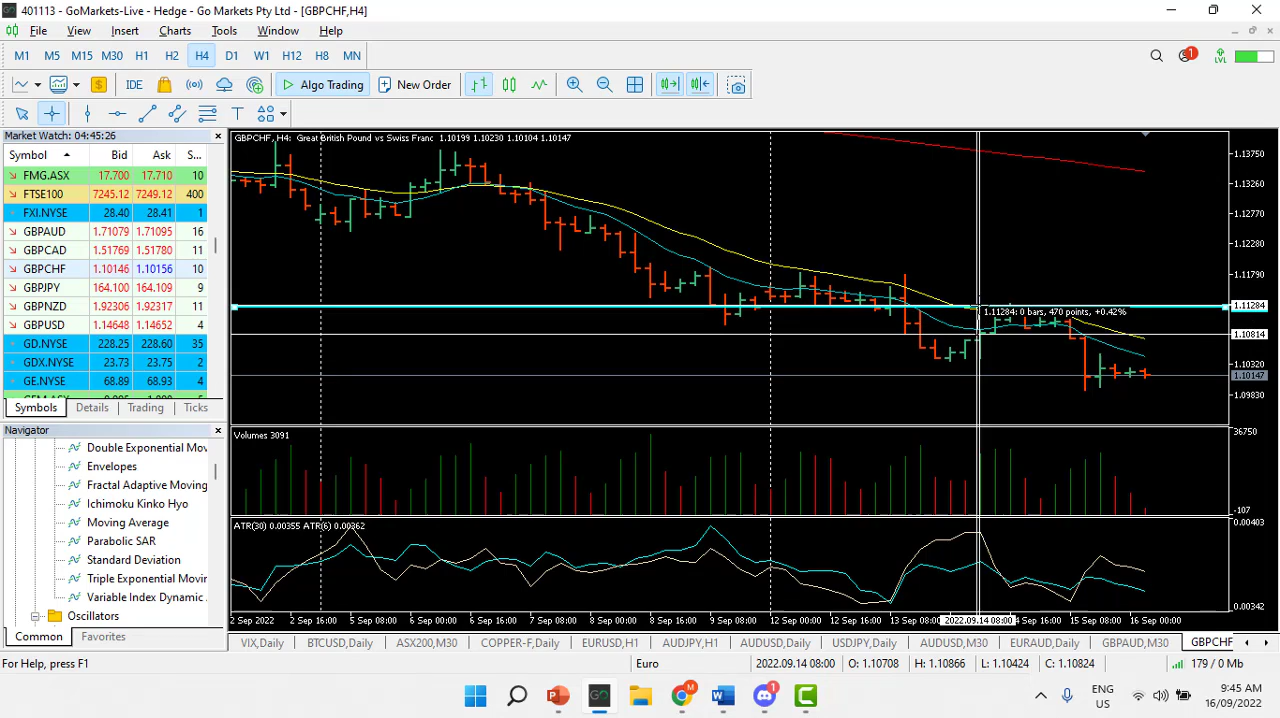 401113 - GoMarkets-Live - Hedge - Go Markets Pty Ltd - [GBPCHF,H4]
File View Insert Charts Tools Window Help
M1 M5 M15 M30 H1 H2 H4 D1 W1 H12 H8 MN
1
LVL
IDE Algo Trading New Order
Market Watch: 04:45:26
Symbol Bid Ask S...
FMG.ASX 17.700 17.710 10
FTSE100 7245.12 7249.12 400
FXI.NYSE 28.40 28.41 1
GBPAUD 1.71079 1.71095 16
GBPCAD 1.51769 1.51780 11
GBPCHF 1.10146 1.10156 10
GBPJPY 164.100 164.109 9
GBPNZD 1.92306 1.92317 11
GBPUSD 1.14648 1.14652 4
GD.NYSE 228.25 228.60 35
GDX.NYSE 23.73 23.75 2
GE.NYSE 68.89 68.93 4
Symbols Details Trading Ticks
Navigator
Double Exponential Mov
Envelopes
Fractal Adaptive Moving
Ichimoku Kinko Hyo
Moving Average
Parabolic SAR
Standard Deviation
Triple Exponential Movin
Variable Index Dynamic
Oscillators
Common Favorites
GBPCHF, H4: Great British Pound vs Swiss Franc 1.10199 1.10230 1.10104 1.10147
1.11284: 0 bars, 470 points, +0.42%
1.13750
1.13260
1.12770
1.12280
1.11790
1.11284
1.10814
1.10320
1.10147
1.09830
Volumes 3091
36750
-107
ATR(30) 0.00355 ATR(6) 0.00362
0.00403
0.00342
2 Sep 2022 2 Sep 16:00 5 Sep 08:00 6 Sep 00:00 6 Sep 16:00 7 Sep 08:00 8 Sep 00:00 8 Sep 16:00 9 Sep 08:00 12 Sep 00:00 12 Sep 16:00 13 Sep 08:00 2022.09.14 08:00 4 Sep 16:00 15 Sep 08:00 16 Sep 00:00
VIX,Daily BTCUSD,Daily ASX200,M30 COPPER-F,Daily EURUSD,H1 AUDJPY,H1 AUDUSD,Daily USDJPY,Daily AUDUSD,M30 EURAUD,Daily GBPAUD,M30 GBPCHF
For Help, press F1 Euro 2022.09.14 08:00 O: 1.10708 H: 1.10866 L: 1.10424 C: 1.10824 179 / 0 Mb
M 1
ENG
US
9:45 AM
16/09/2022